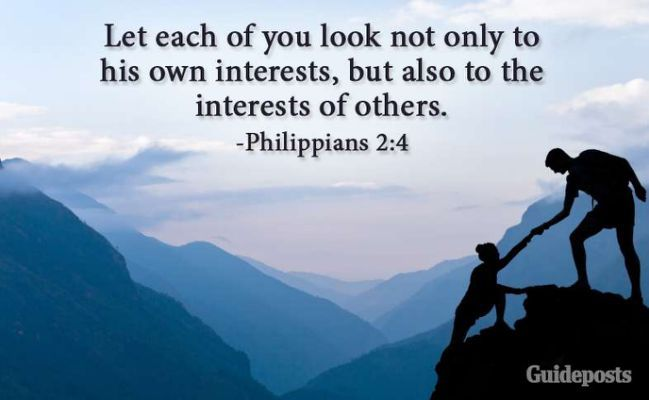 Let each of you look not only to
his own interests, but also to the
interests of others.
-Philippians 2:4
Guideposts